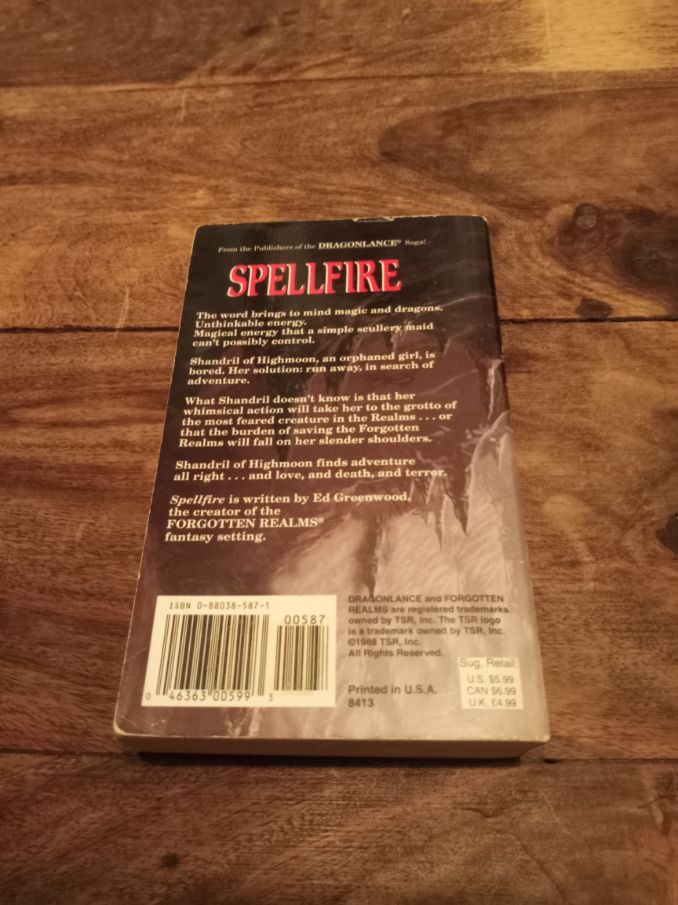 From the Publishers of the DRAGONLANCE® Saga!
SPELLFIRE
The word brings to mind magic and dragons.
Unthinkable energy.
Magical energy that a simple scullery maid
can't possibly control.
Shandril of Highmoon, an orphaned girl, is
bored. Her solution: run away, in search of
adventure.
What Shandril doesn't know is that her
whimsical action will take her to the grotto of
the most feared creature in the Realms . . . or
that the burden of saving the Forgotten
Realms will fall on her slender shoulders.
Shandril of Highmoon finds adventure
all right . . . and love, and death, and terror.
Spellfire is written by Ed Greenwood,
the creator of the
FORGOTTEN REALMS®
fantasy setting.
ISBN 0-88038-587-1
00587
0 46363 00599 3
DRAGONLANCE and FORGOTTEN
REALMS are registered trademarks
owned by TSR, Inc. The TSR logo
is a trademark owned by TSR, Inc.
©1988 TSR, Inc.
All Rights Reserved.
Printed in U.S.A.
8413
Sug. Retail:
U.S. $5.99
CAN $6.99
U.K. £4.99